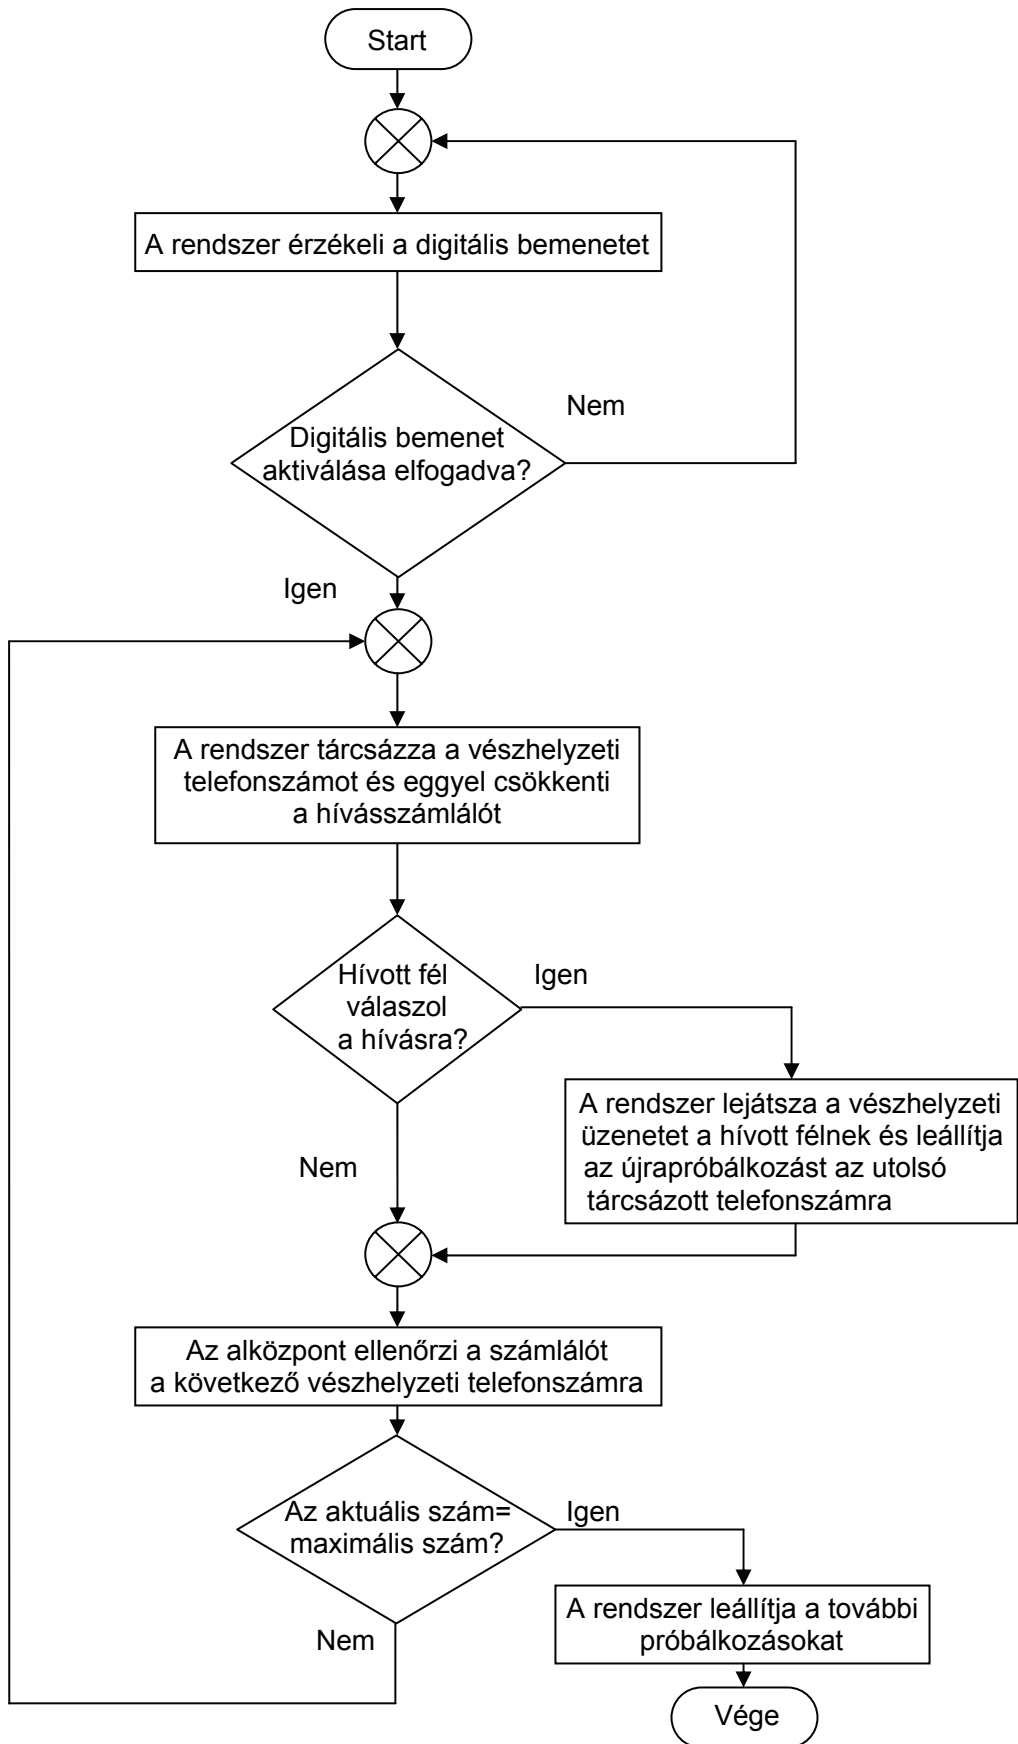 Start
A rendszer érzékeli a digitális bemenetet
Nem
Digitális bemenet
aktiválása elfogadva?
Igen
A rendszer tárcsázza a vészhelyzeti
telefonszámot és eggyel csökkenti
a hívásszámlálót
Hívott fél
válaszol
a hívásra?
Igen
A rendszer lejátsza a vészhelyzeti
üzenetet a hívott félnek és leállítja
az újrapróbálkozást az utolsó
tárcsázott telefonszámra
Nem
Az alközpont ellenőrzi a számlálót
a következő vészhelyzeti telefonszámra
Az aktuális szám=
maximális szám?
Igen
Nem
A rendszer leállítja a további
próbálkozásokat
Vége